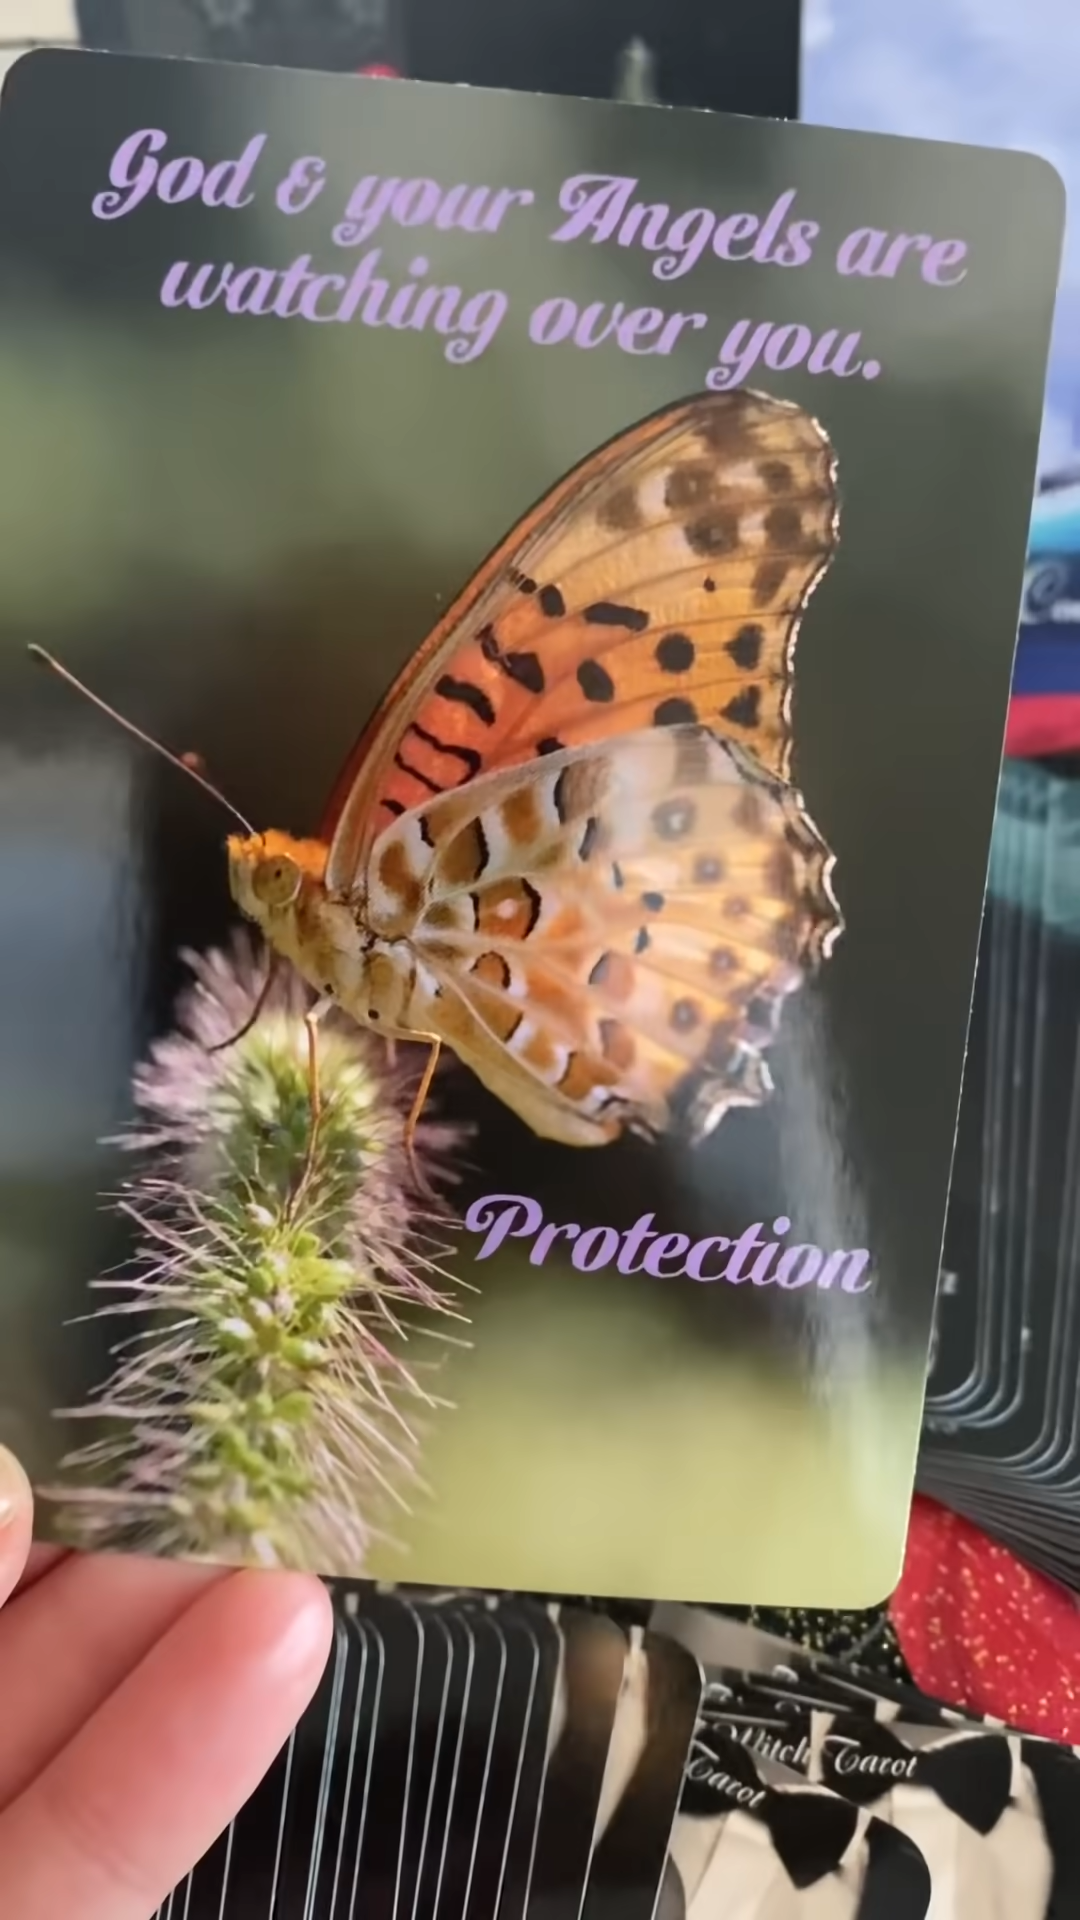 God & your Angels are
watching over you.
Protection
Witch Tarot
Tarot